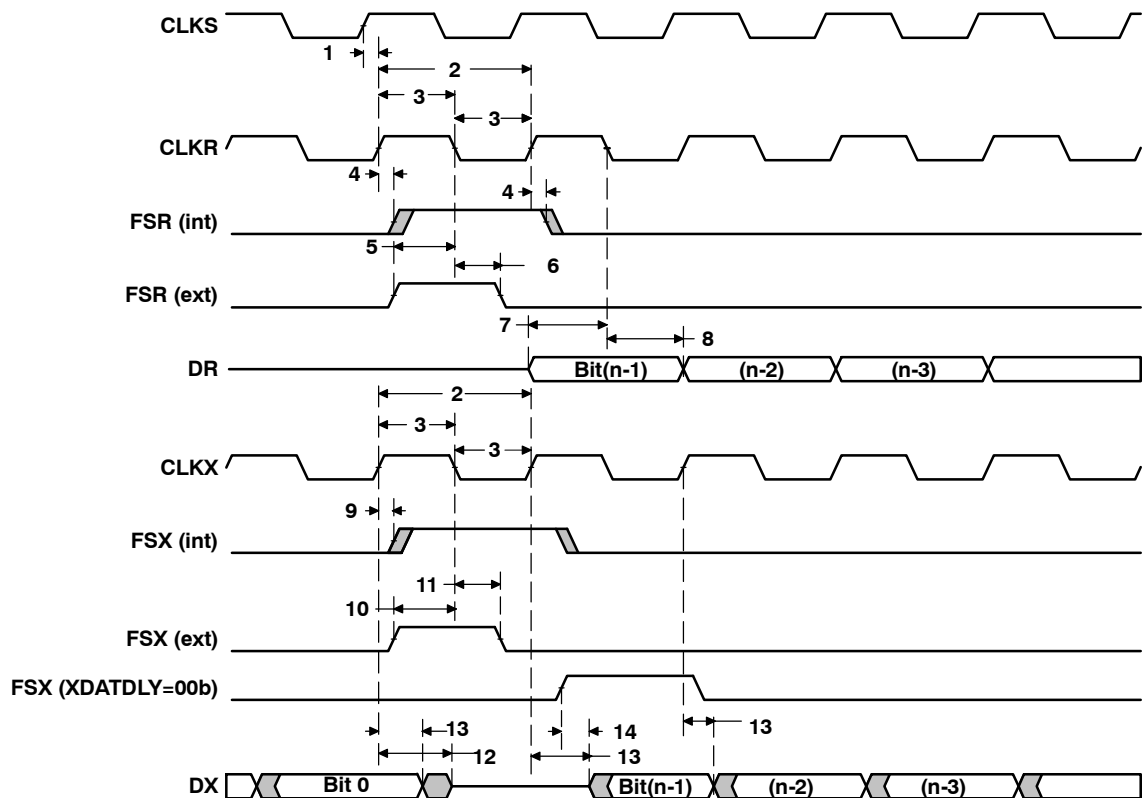 CLKS
1
2
3
3
CLKR
4
4
FSR (int)
5
6
FSR (ext)
7
8
DR Bit(n-1) (n-2) (n-3)
2
3
3
CLKX
9
FSX (int)
11
10
FSX (ext)
FSX (XDATDLY=00b)
13 14 13
12 13
DX Bit 0 Bit(n-1) (n-2) (n-3)